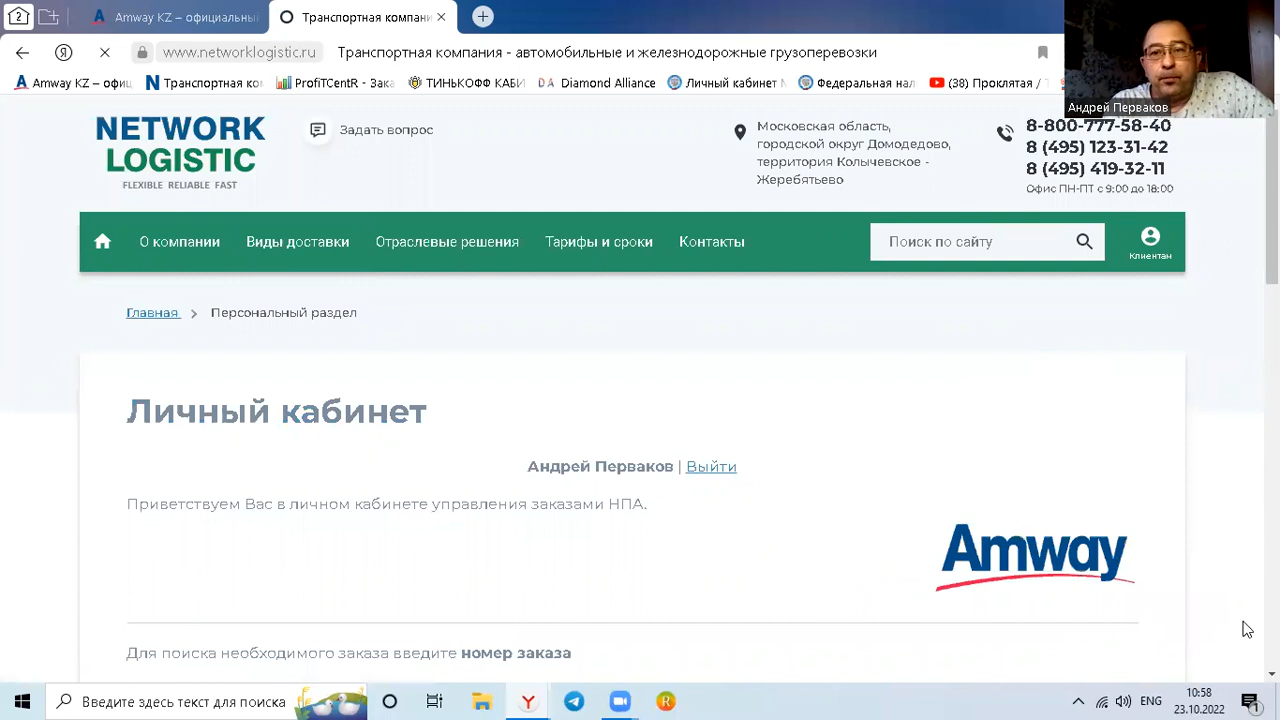 2
Amway KZ – официальны
Транспортная компани
www.networklogistic.ru
Транспортная компания - автомобильные и железнодорожные грузоперевозки
Amway KZ – офиц
Транспортная ко
ProfiTCentR - Зака
ТИНЬКОФФ КАБИ
Diamond Alliance
Личный кабинет
Федеральная нал
(38) Проклятая / Т
Андрей Перваков
NETWORK
LOGISTIC
FLEXIBLE RELIABLE FAST
Задать вопрос
Московская область,
городской округ Домодедово,
территория Колычевское -
Жеребятьево
8-800-777-58-40
8 (495) 123-31-42
8 (495) 419-32-11
Офис ПН-ПТ с 9:00 до 18:00
О компании
Виды доставки
Отраслевые решения
Тарифы и сроки
Контакты
Поиск по сайту
Клиентам
Главная
Персональный раздел
Личный кабинет
Андрей Перваков | Выйти
Приветствуем Вас в личном кабинете управления заказами НПА.
Amway
Для поиска необходимого заказа введите номер заказа
Введите здесь текст для поиска
ENG
10:58
23.10.2022
1